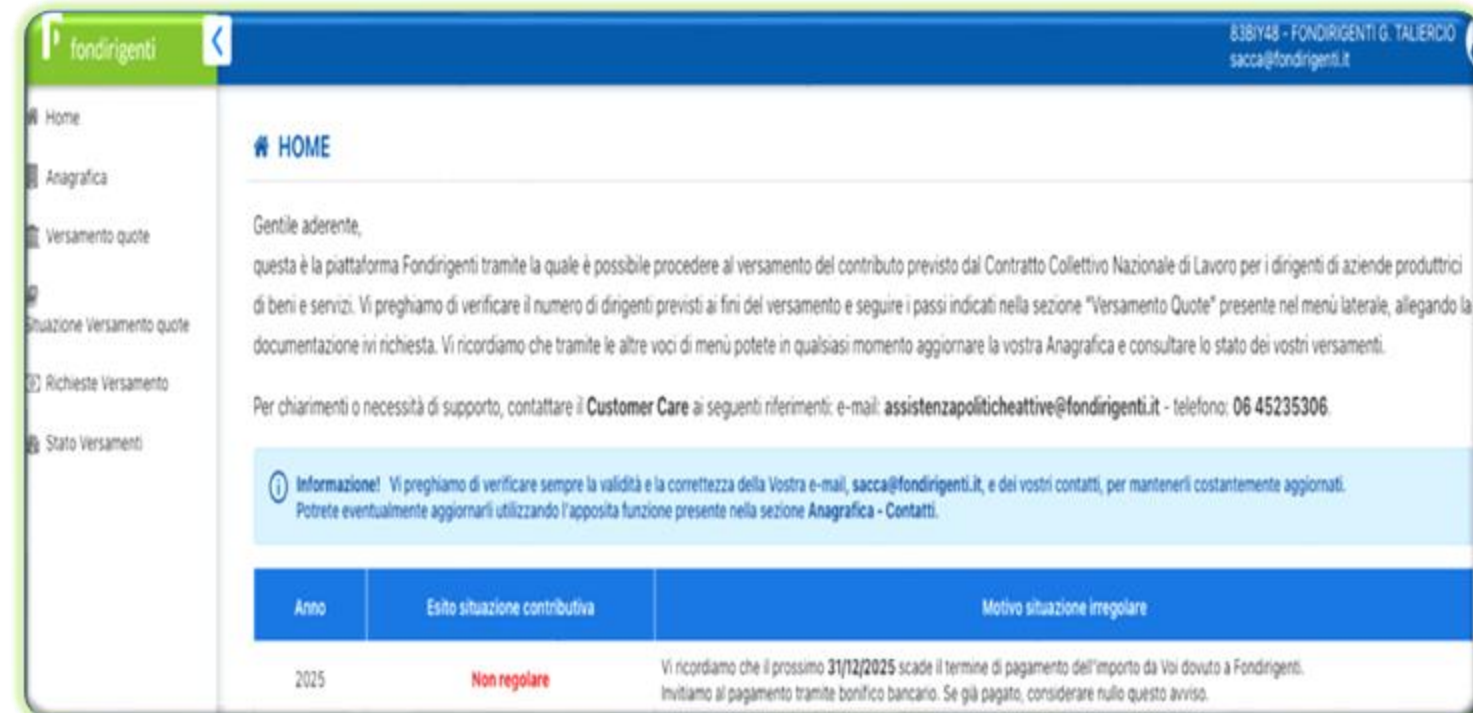 fondirigenti
83BIY48 - FONDIRIGENTI G. TALIERCIO
sacca@fondirigenti.it
Home
Anagrafica
Versamento quote
Situazione Versamento quote
Richieste Versamento
Stato Versamenti
HOME
Gentile aderente,
questa è la piattaforma Fondirigenti tramite la quale è possibile procedere al versamento del contributo previsto dal Contratto Collettivo Nazionale di Lavoro per i dirigenti di aziende produttrici
di beni e servizi. Vi preghiamo di verificare il numero di dirigenti previsti ai fini del versamento e seguire i passi indicati nella sezione "Versamento Quote" presente nel menù laterale, allegando la
documentazione ivi richiesta. Vi ricordiamo che tramite le altre voci di menù potete in qualsiasi momento aggiornare la vostra Anagrafica e consultare lo stato dei vostri versamenti.
Per chiarimenti o necessità di supporto, contattare il Customer Care ai seguenti riferimenti: e-mail: assistenzapoliticheattive@fondirigenti.it - telefono: 06 45235306.
Informazione! Vi preghiamo di verificare sempre la validità e la correttezza della Vostra e-mail, sacca@fondirigenti.it, e dei vostri contatti, per mantenerli costantemente aggiornati.
Potrete eventualmente aggiornarli utilizzando l'apposita funzione presente nella sezione Anagrafica - Contatti.
Anno Esito situazione contributiva Motivo situazione irregolare
2025 Non regolare Vi ricordiamo che il prossimo 31/12/2025 scade il termine di pagamento dell'importo da Voi dovuto a Fondirigenti.
Invitiamo al pagamento tramite bonifico bancario. Se già pagato, considerare nullo questo avviso.